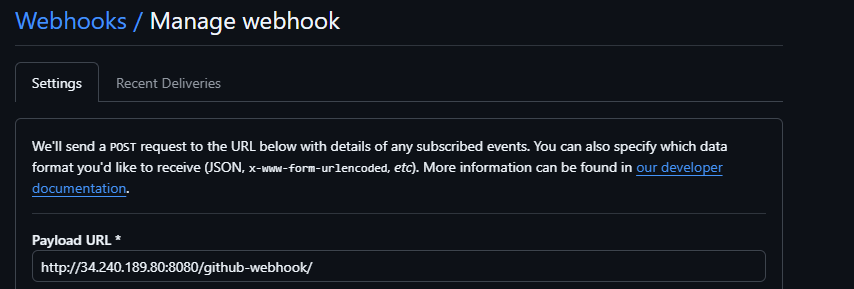 Webhooks / Manage webhook
Settings Recent Deliveries
We'll send a POST request to the URL below with details of any subscribed events. You can also specify which data
format you'd like to receive (JSON, x-www-form-urlencoded, etc). More information can be found in our developer
documentation.
Payload URL *
http://34.240.189.80:8080/github-webhook/